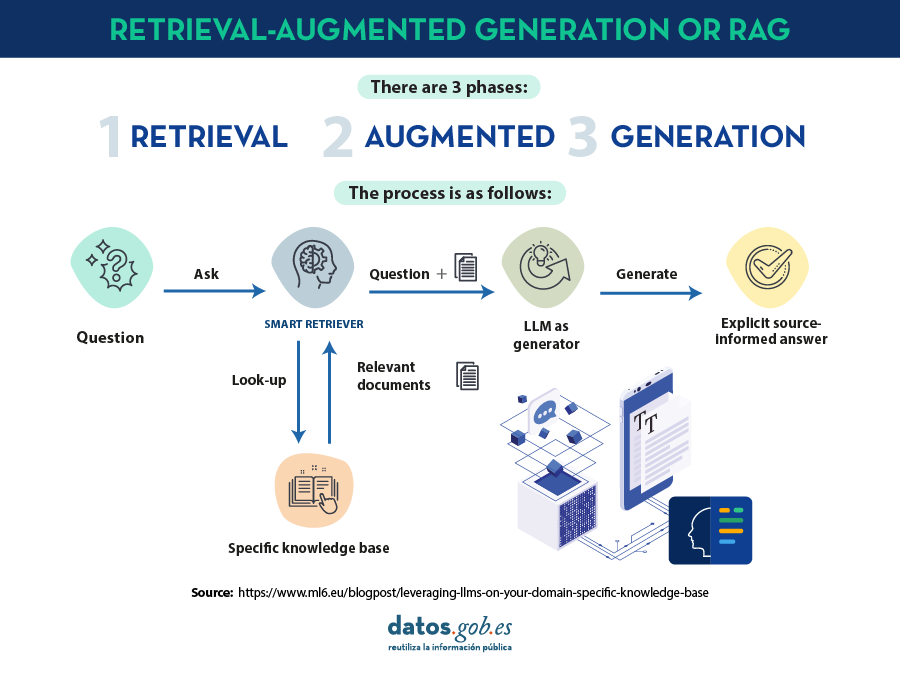 RETRIEVAL-AUGMENTED GENERATION OR RAG
There are 3 phases:
1 RETRIEVAL 2 AUGMENTED 3 GENERATION
The process is as follows:
Ask
Question +
Generate
Question
SMART RETRIEVER
LLM as
generator
Explicit source-
informed answer
Look-up
Relevant
documents
TT
Specific knowledge base
Source: https://www.ml6.eu/blogpost/leveraging-llms-on-your-domain-specific-knowledge-base
datos.gob.es
reutiliza la información pública